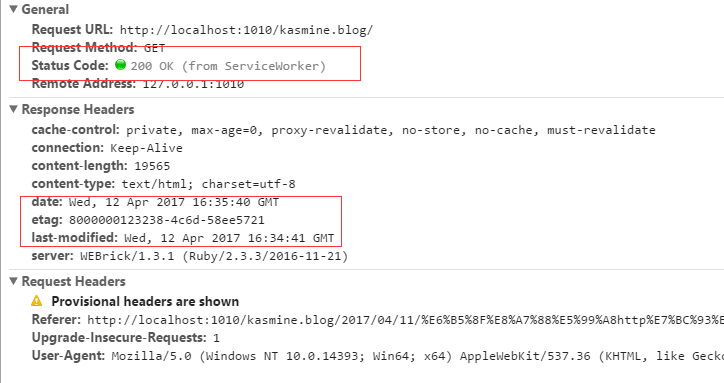 General
Request URL: http://localhost:1010/kasmine.blog/
Request Method: GET
Status Code: 200 OK (from ServiceWorker)
Remote Address: 127.0.0.1:1010
Response Headers
cache-control: private, max-age=0, proxy-revalidate, no-store, no-cache, must-revalidate
connection: Keep-Alive
content-length: 19565
content-type: text/html; charset=utf-8
date: Wed, 12 Apr 2017 16:35:40 GMT
etag: 8000000123238-4c6d-58ee5721
last-modified: Wed, 12 Apr 2017 16:34:41 GMT
server: WEBrick/1.3.1 (Ruby/2.3.3/2016-11-21)
Request Headers
Provisional headers are shown
Referer: http://localhost:1010/kasmine.blog/2017/04/11/%E6%B5%8F%E8%A7%88%E5%99%A8http%E7%BC%93%E
Upgrade-Insecure-Requests: 1
User-Agent: Mozilla/5.0 (Windows NT 10.0.14393; Win64; x64) AppleWebKit/537.36 (KHTML, like Gecko